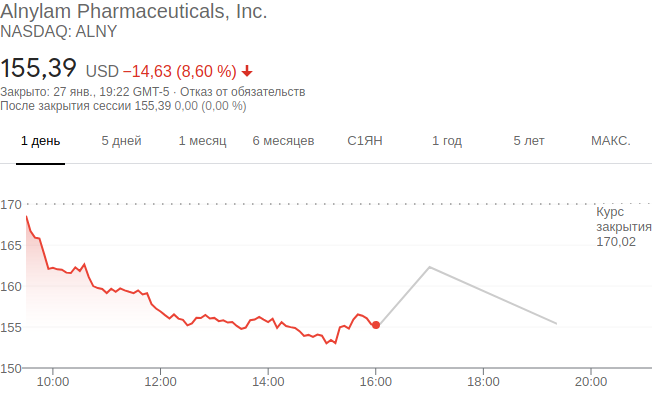 Alnylam Pharmaceuticals, Inc.
NASDAQ: ALNY
155,39 USD −14,63 (8,60 %)
Закрыто: 27 янв., 19:22 GMT-5 · Отказ от обязательств
После закрытия сессии 155,39 0,00 (0,00 %)
1 день 5 дней 1 месяц 6 месяцев С1ЯН 1 год 5 лет МАКС.
170
Курс
закрытия
170,02
165
160
155
150
10:00 12:00 14:00 16:00 18:00 20:00